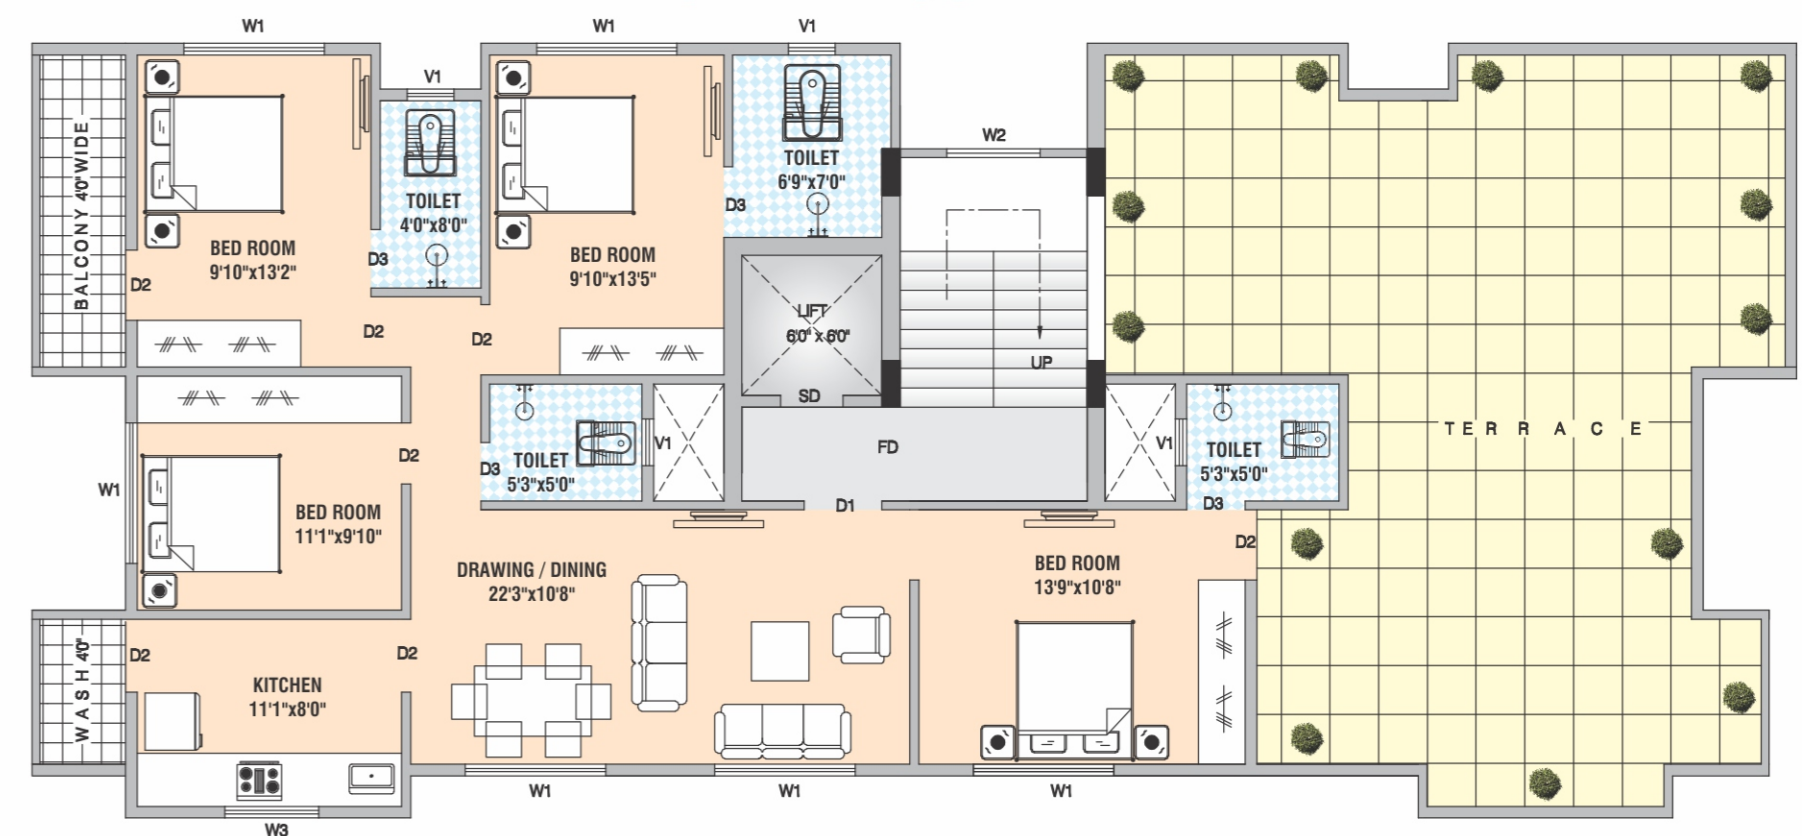 W1
W1
V1
V1
W2
BALCONY 4'0" WIDE
BED ROOM
9'10"x13'2"
D2
TOILET
4'0"x8'0"
D3
BED ROOM
9'10"x13'5"
TOILET
6'9"x7'0"
D3
D2
D2
LIFT
6'0" x 6'0"
SD
UP
W1
BED ROOM
11'1"x9'10"
D2
D3
TOILET
5'3"x5'0"
V1
FD
D1
V1
TOILET
5'3"x5'0"
D3
TERRACE
DRAWING / DINING
22'3"x10'8"
BED ROOM
13'9"x10'8"
D2
WASH 4'0"
D2
KITCHEN
11'1"x8'0"
D2
W1
W1
W1
W3